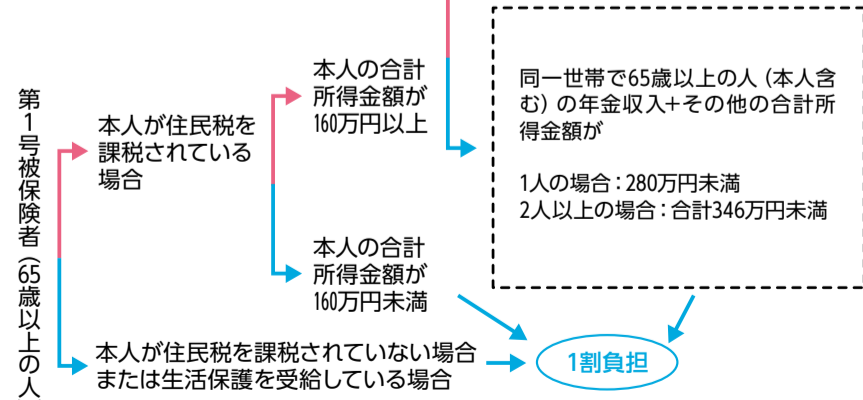 第1号被保険者（65歳以上の人
本人が住民税を
課税されている
場合
本人の合計
所得金額が
160万円以上
同一世帯で65歳以上の人（本人含
む）の年金収入+その他の合計所
得金額が
1人の場合：280万円未満
2人以上の場合：合計346万円未満
本人の合計
所得金額が
160万円未満
本人が住民税を課税されていない場合
または生活保護を受給している場合
1割負担